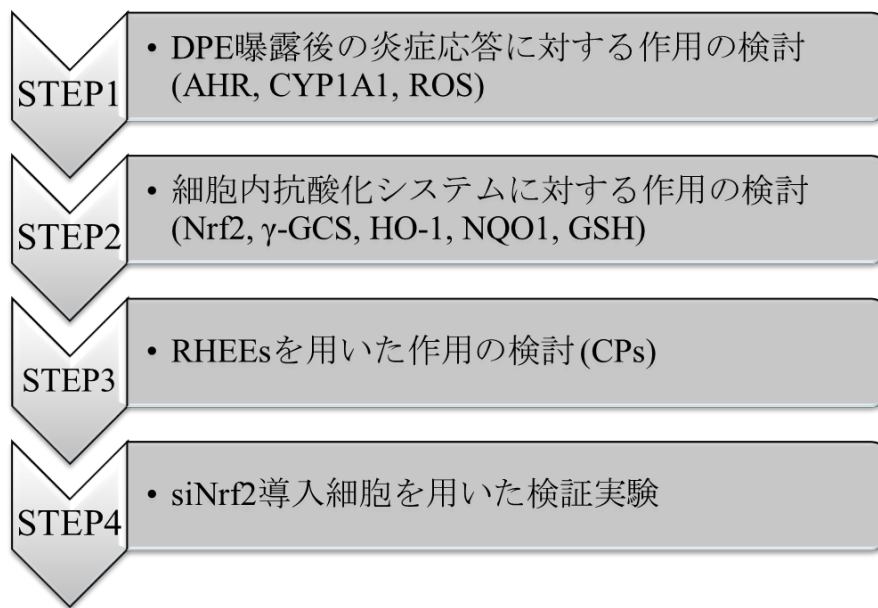 STEP1
• DPE曝露後の炎症応答に対する作用の検討
(AHR, CYP1A1, ROS)
STEP2
• 細胞内抗酸化システムに対する作用の検討
(Nrf2, γ-GCS, HO-1, NQO1, GSH)
STEP3
• RHEEsを用いた作用の検討(CPs)
STEP4
• siNrf2導入細胞を用いた検証実験